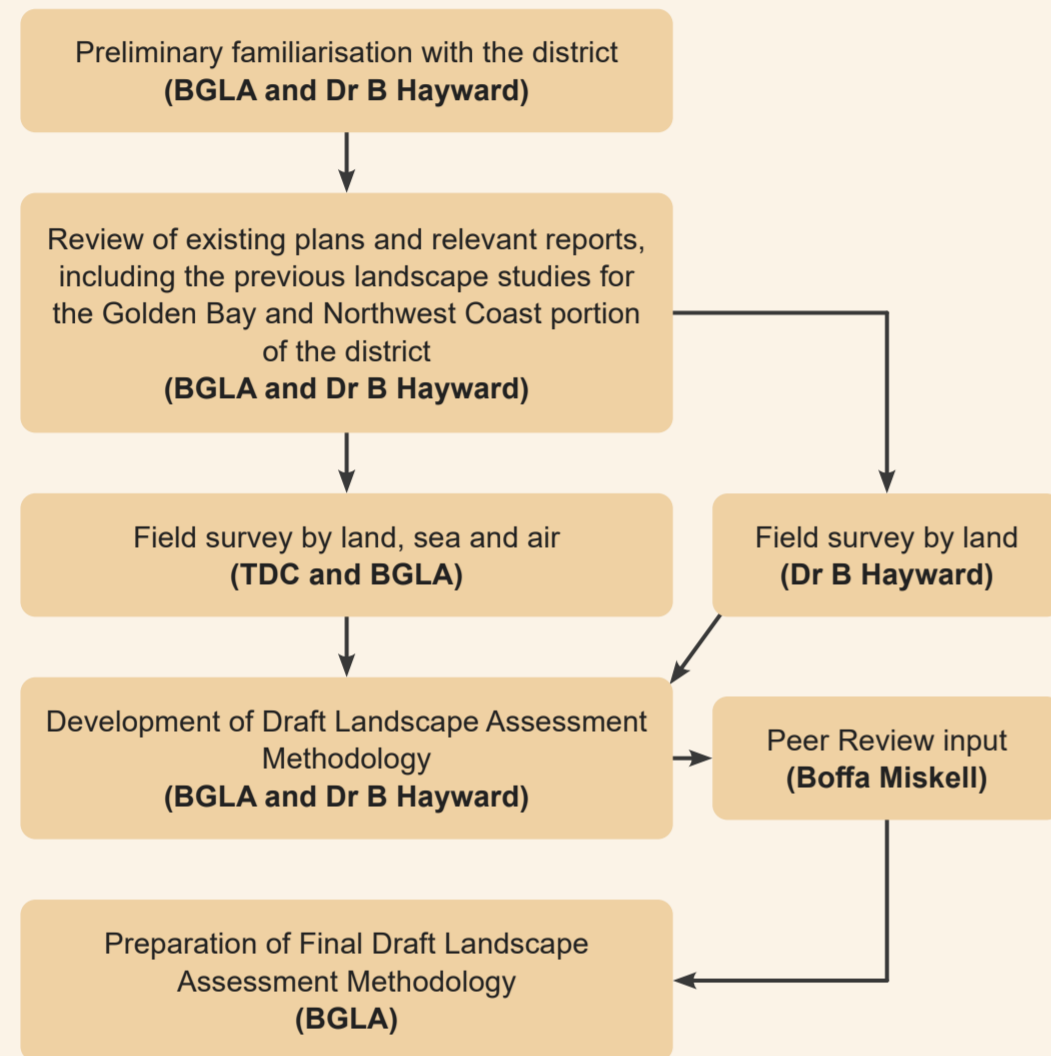 Preliminary familiarisation with the district
(BGLA and Dr B Hayward)
Review of existing plans and relevant reports,
including the previous landscape studies for
the Golden Bay and Northwest Coast portion
of the district
(BGLA and Dr B Hayward)
Field survey by land, sea and air
(TDC and BGLA)
Field survey by land
(Dr B Hayward)
Development of Draft Landscape Assessment
Methodology
(BGLA and Dr B Hayward)
Peer Review input
(Boffa Miskell)
Preparation of Final Draft Landscape
Assessment Methodology
(BGLA)